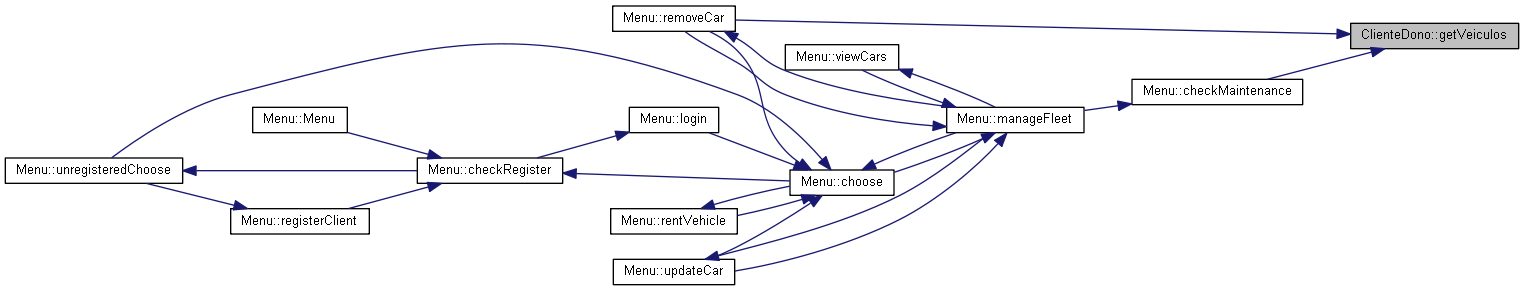 Menu::removeCar
ClienteDono::getVeiculos
Menu::viewCars
Menu::checkMaintenance
Menu::Menu
Menu::login
Menu::manageFleet
Menu::unregisteredChoose
Menu::checkRegister
Menu::choose
Menu::registerClient
Menu::rentVehicle
Menu::updateCar